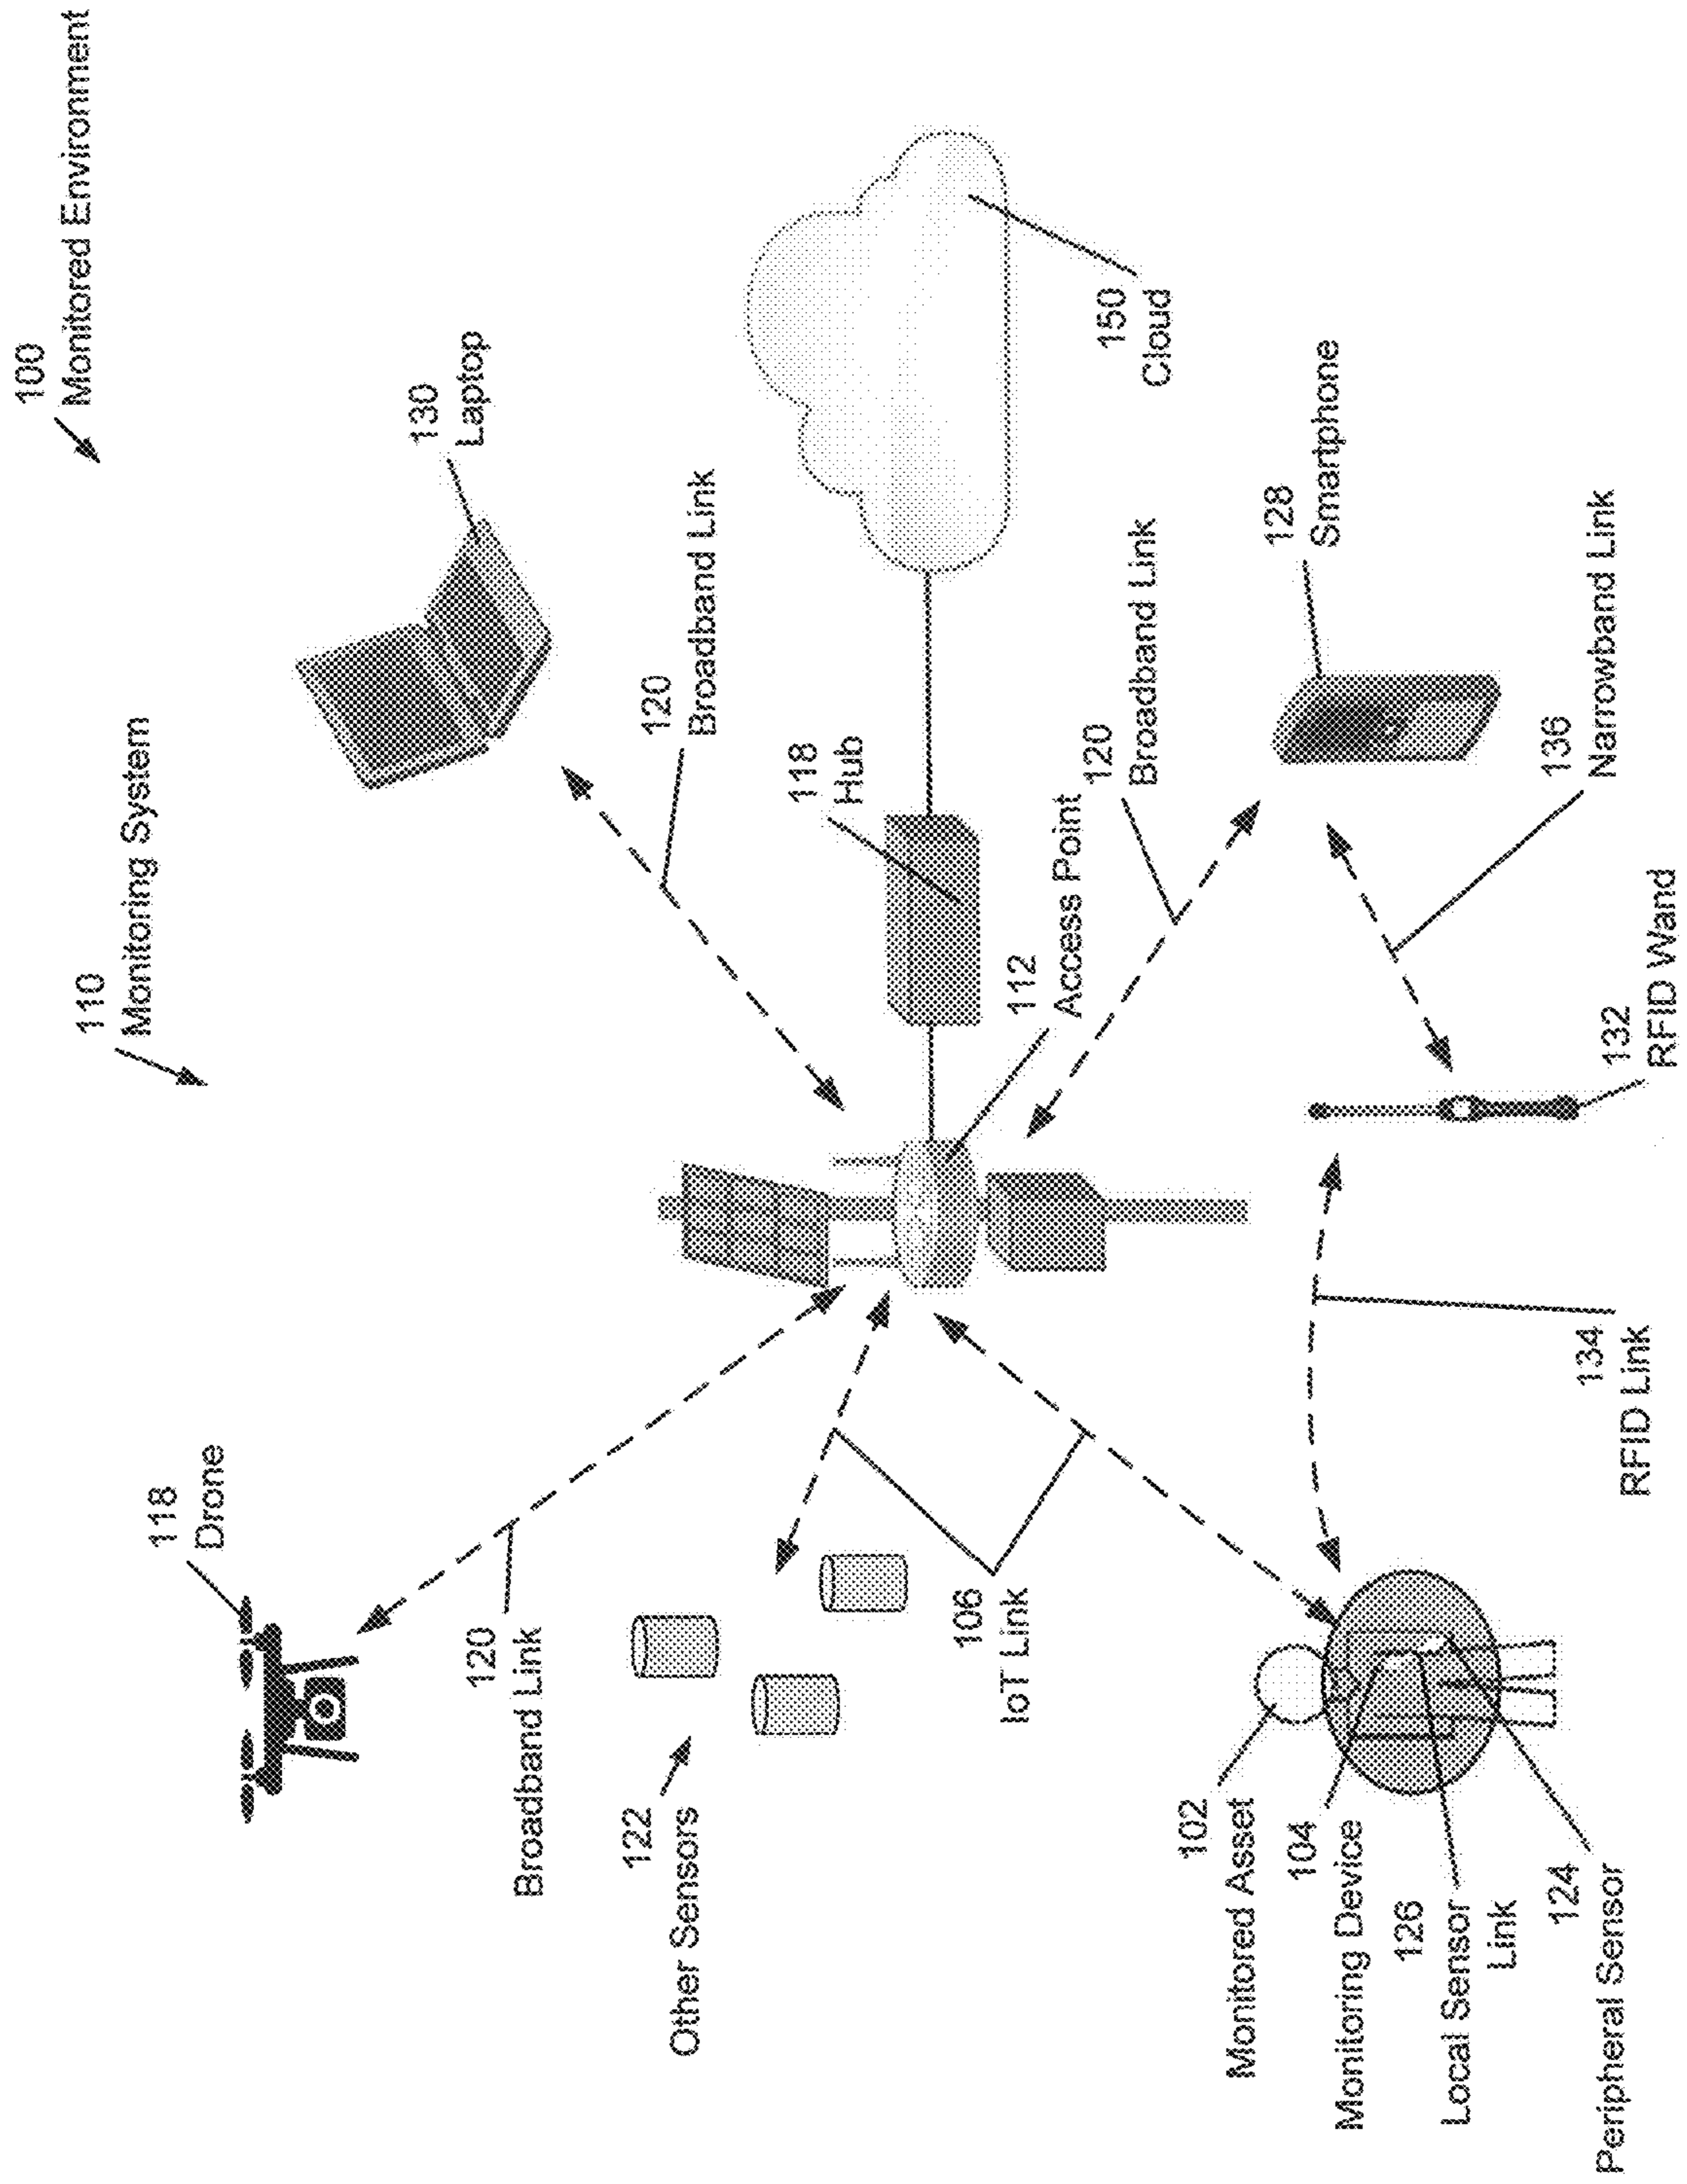 100
Monitored Environment
110
Monitoring System
118
Drone
130
Laptop
120
Broadband Link
120
Broadband Link
122
Other Sensors
118
Hub
106
IoT Link
112
Access Point
120
Broadband Link
150
Cloud
102
Monitored Asset
104
Monitoring Device
126
Local Sensor
Link
124
Peripheral Sensor
128
Smartphone
134
RFID Link
132
RFID Wand
136
Narrowband Link